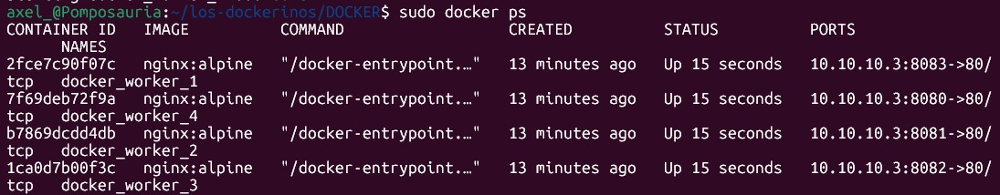 axel_@Pomposauria:~/los-dockerinos/DOCKER$ sudo docker ps
CONTAINER ID   IMAGE          COMMAND                  CREATED          STATUS          PORTS
      NAMES
2fce7c90f07c   nginx:alpine   "/docker-entrypoint.…"   13 minutes ago   Up 15 seconds   10.10.10.3:8083->80/
tcp   docker_worker_1
7f69deb72f9a   nginx:alpine   "/docker-entrypoint.…"   13 minutes ago   Up 15 seconds   10.10.10.3:8080->80/
tcp   docker_worker_4
b7869dcdd4db   nginx:alpine   "/docker-entrypoint.…"   13 minutes ago   Up 15 seconds   10.10.10.3:8081->80/
tcp   docker_worker_2
1ca0d7b00f3c   nginx:alpine   "/docker-entrypoint.…"   13 minutes ago   Up 15 seconds   10.10.10.3:8082->80/
tcp   docker_worker_3